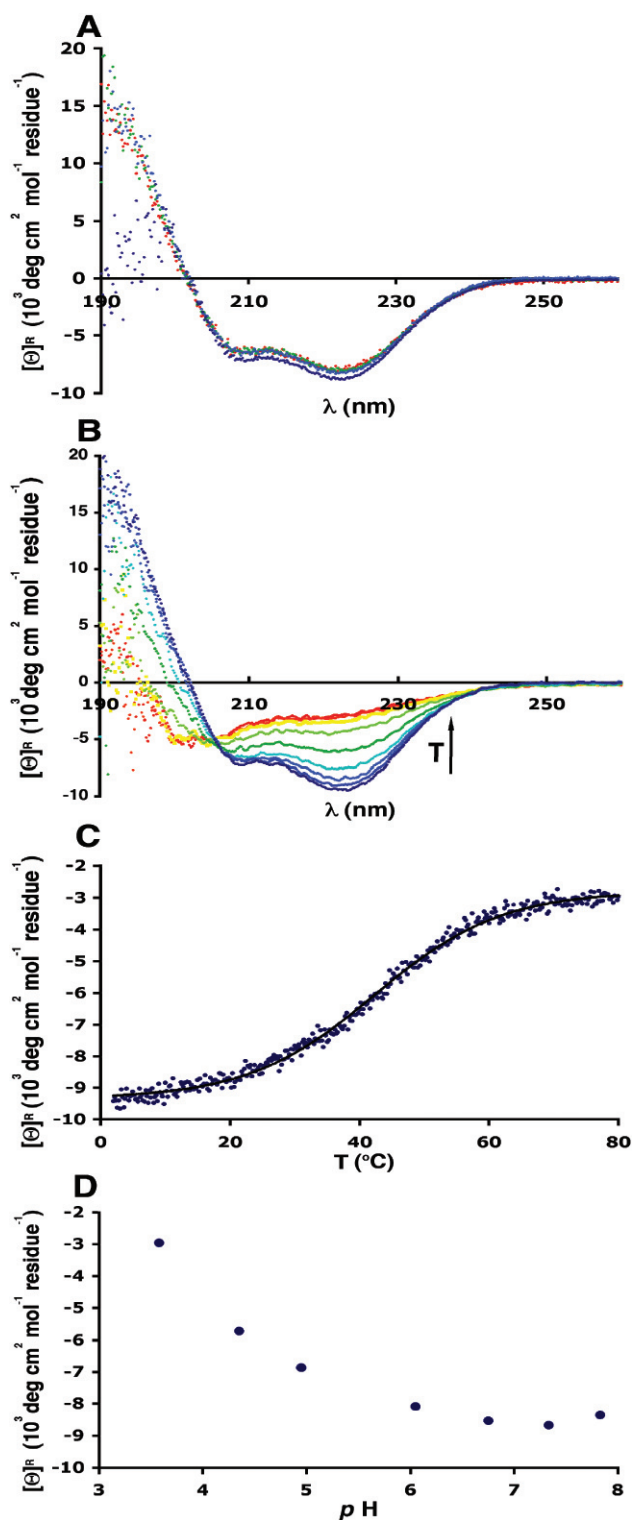 A
[Θ]ᴿ (10³ deg cm² mol⁻¹ residue⁻¹)
20
15
10
5
0
-5
-10
190 210 230 250
λ (nm)
B
[Θ]ᴿ (10³ deg cm² mol⁻¹ residue⁻¹)
20
15
10
5
0
-5
-10
190 210 230 250
T
λ (nm)
C
[Θ]ᴿ (10³ deg cm² mol⁻¹ residue⁻¹)
-2
-3
-4
-5
-6
-7
-8
-9
-10
0 20 40 60 80
T (°C)
D
[Θ]ᴿ (10³ deg cm² mol⁻¹ residue⁻¹)
-2
-3
-4
-5
-6
-7
-8
-9
-10
3 4 5 6 7 8
p H